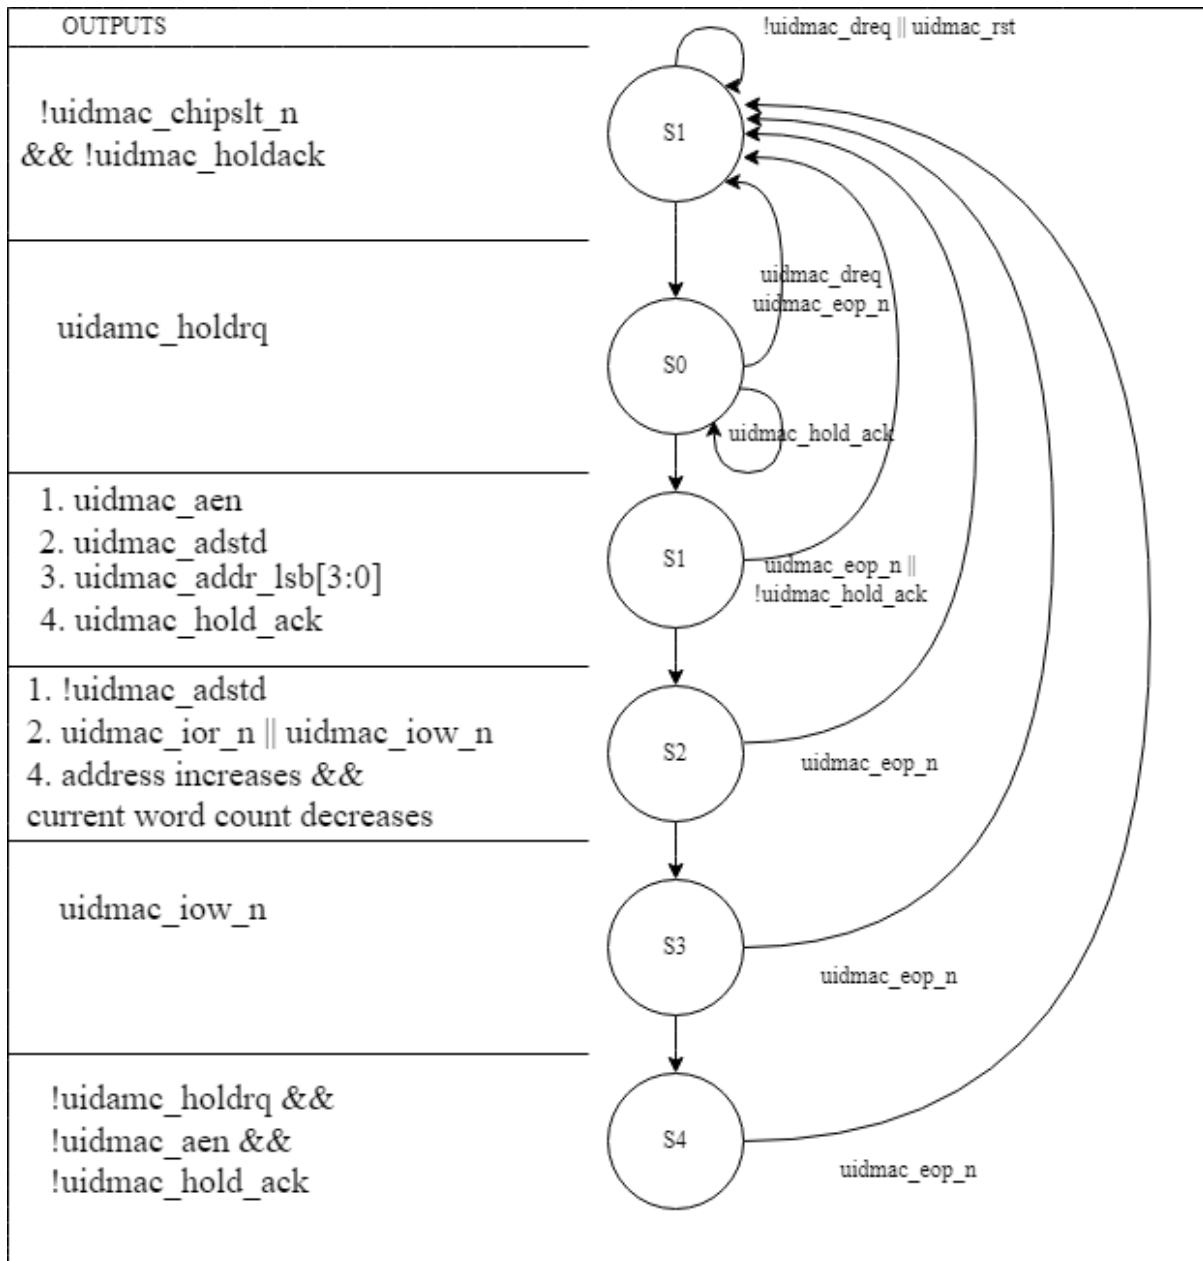 OUTPUTS
!uidmac_dreq || uidmac_rst
!uidmac_chipslt_n
&& !uidmac_holdack
S1
uidmac_dreq
uidmac_eop_n
uidamc_holdrq
S0
uidmac_hold_ack
1. uidmac_aen
2. uidmac_adstd
3. uidmac_addr_lsb[3:0]
4. uidmac_hold_ack
S1
uidmac_eop_n ||
!uidmac_hold_ack
1. !uidmac_adstd
2. uidmac_ior_n || uidmac_iow_n
4. address increases &&
current word count decreases
S2
uidmac_eop_n
uidmac_iow_n
S3
uidmac_eop_n
!uidamc_holdrq &&
!uidmac_aen &&
!uidmac_hold_ack
S4
uidmac_eop_n